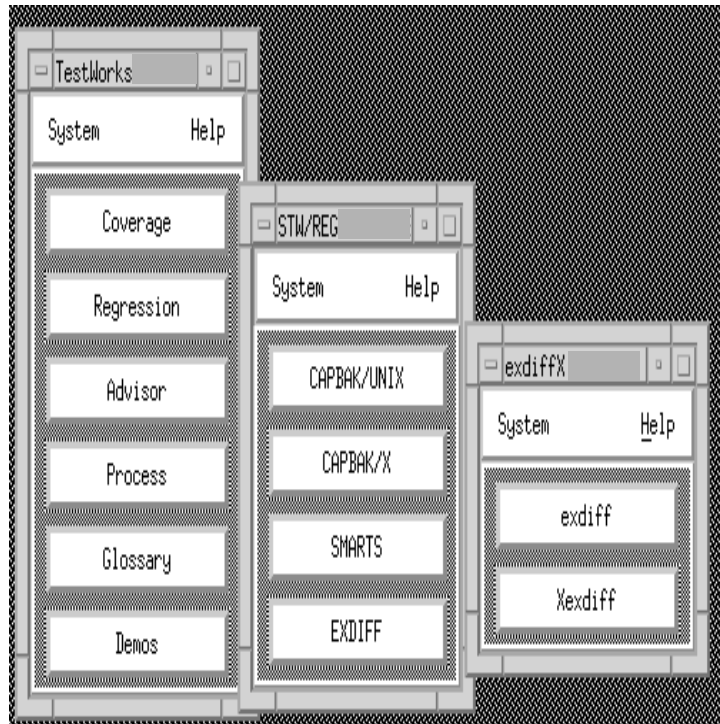 TestWorks
System Help
Coverage
Regression
Advisor
Process
Glossary
Demos
STW/REG
System Help
CAPBAK/UNIX
CAPBAK/X
SMARTS
EXDIFF
exdiffX
System Help
exdiff
Xexdiff